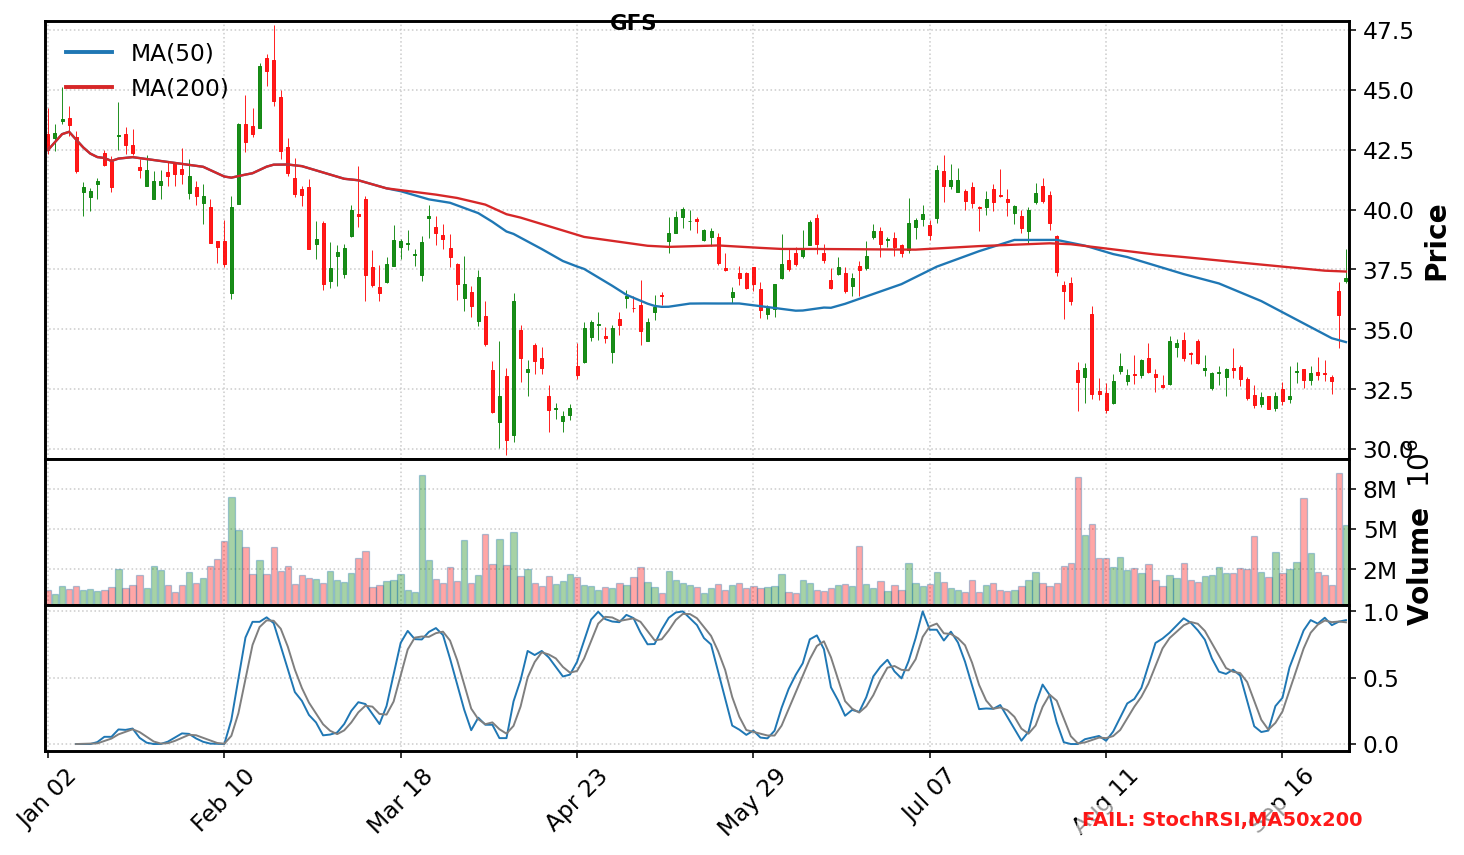 GFS
MA(50)
MA(200)
47.5
45.0
42.5
40.0
37.5
35.0
32.5
30.0
Price
10⁶
8M
5M
2M
Volume
1.0
0.5
0.0
Jan 02
Feb 10
Mar 18
Apr 23
May 29
Jul 07
Aug 11
Sep 16
FAIL: StochRSI,MA50x200